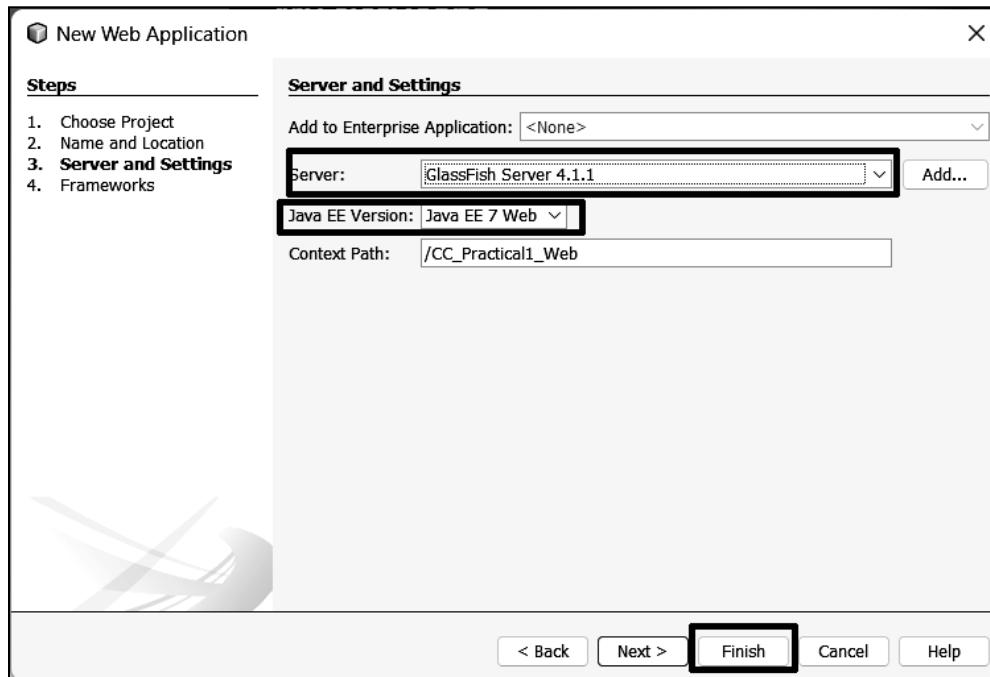 New Web Application
Steps
1. Choose Project
2. Name and Location
3. Server and Settings
4. Frameworks
Server and Settings
Add to Enterprise Application: <None>
Server: GlassFish Server 4.1.1 Add...
Java EE Version: Java EE 7 Web
Context Path: /CC_Practical1_Web
< Back Next > Finish Cancel Help